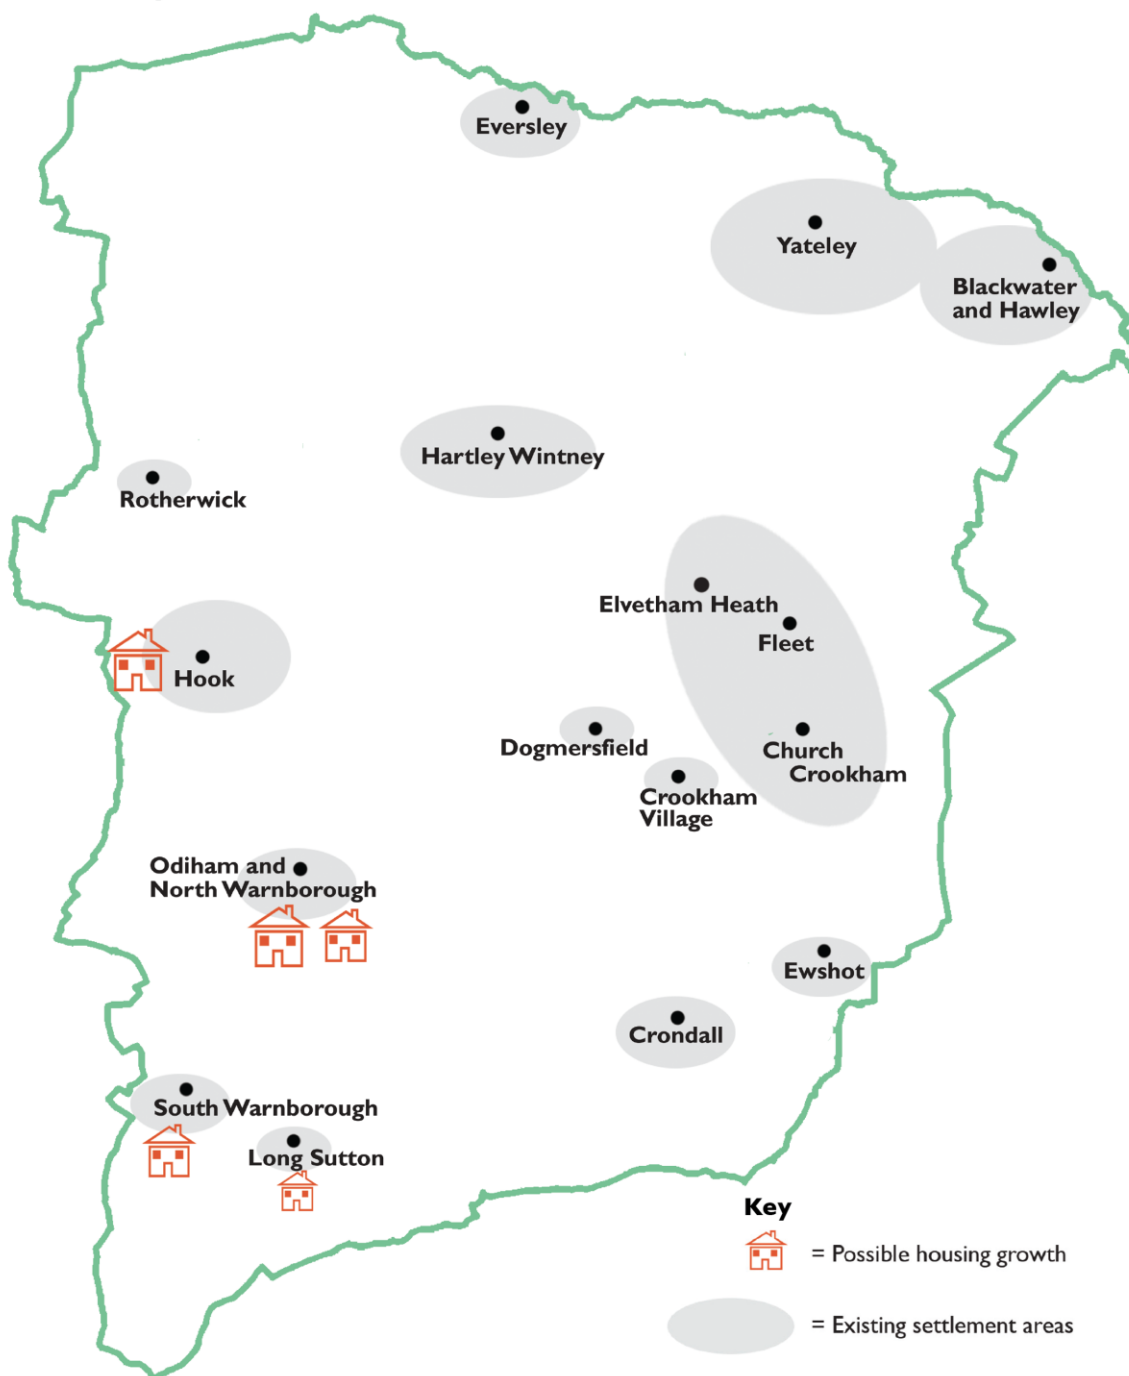 Eversley
Yateley
Blackwater
and Hawley
Hartley Wintney
Rotherwick
Elvetham Heath
Fleet
Hook
Dogmersfield
Church
Crookham
Crookham
Village
Odiham and
North Warnborough
Ewshot
Crondall
South Warnborough
Long Sutton
Key
= Possible housing growth
= Existing settlement areas